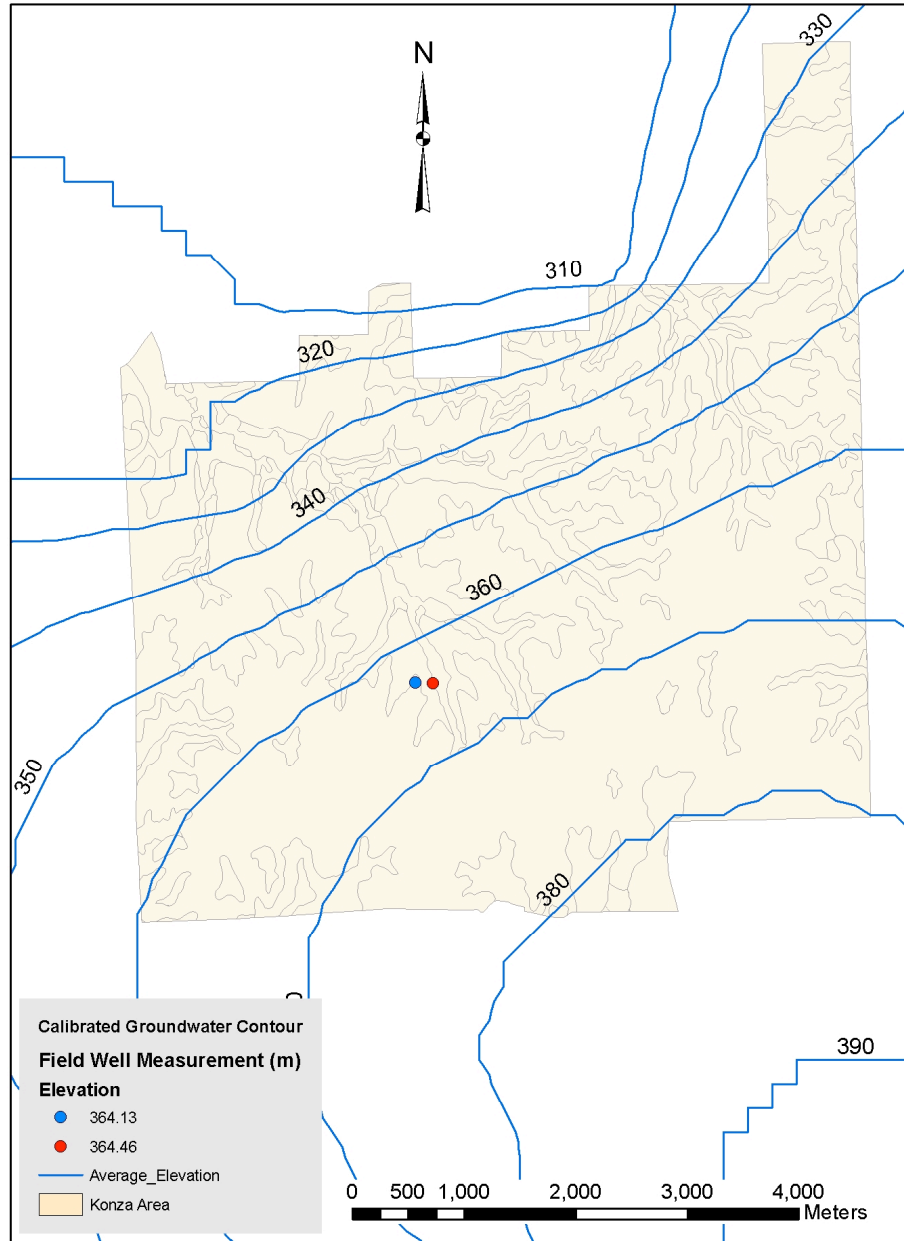 330
N
310
320
340
360
350
380
390
Calibrated Groundwater Contour
Field Well Measurement (m)
Elevation
364.13
364.46
Average_Elevation
Konza Area
0 500 1,000 2,000 3,000 4,000
Meters